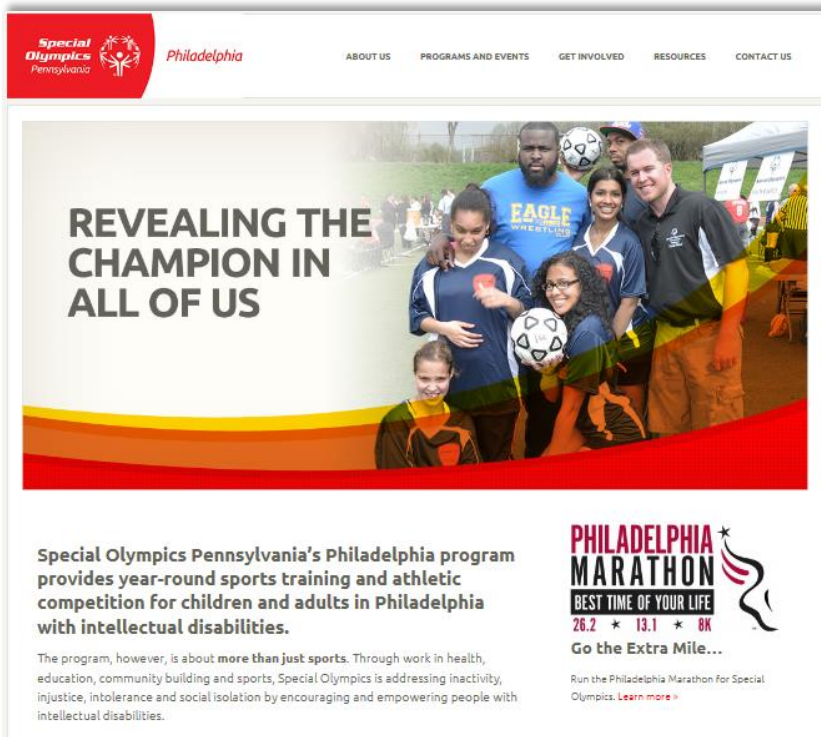 Special
Olympics
Pennsylvania
Philadelphia
ABOUT US
PROGRAMS AND EVENTS
GET INVOLVED
RESOURCES
CONTACT US
REVEALING THE
CHAMPION IN
ALL OF US
EAGLE
WRESTLING
Special Olympics Pennsylvania's Philadelphia program
provides year-round sports training and athletic
competition for children and adults in Philadelphia
with intellectual disabilities.
The program, however, is about more than just sports. Through work in health,
education, community building and sports, Special Olympics is addressing inactivity,
injustice, intolerance and social isolation by encouraging and empowering people with
intellectual disabilities.
PHILADELPHIA
MARATHON
BEST TIME OF YOUR LIFE
26.2 ★ 13.1 ★ 8K
Go the Extra Mile...
Run the Philadelphia Marathon for Special
Olympics. Learn more »